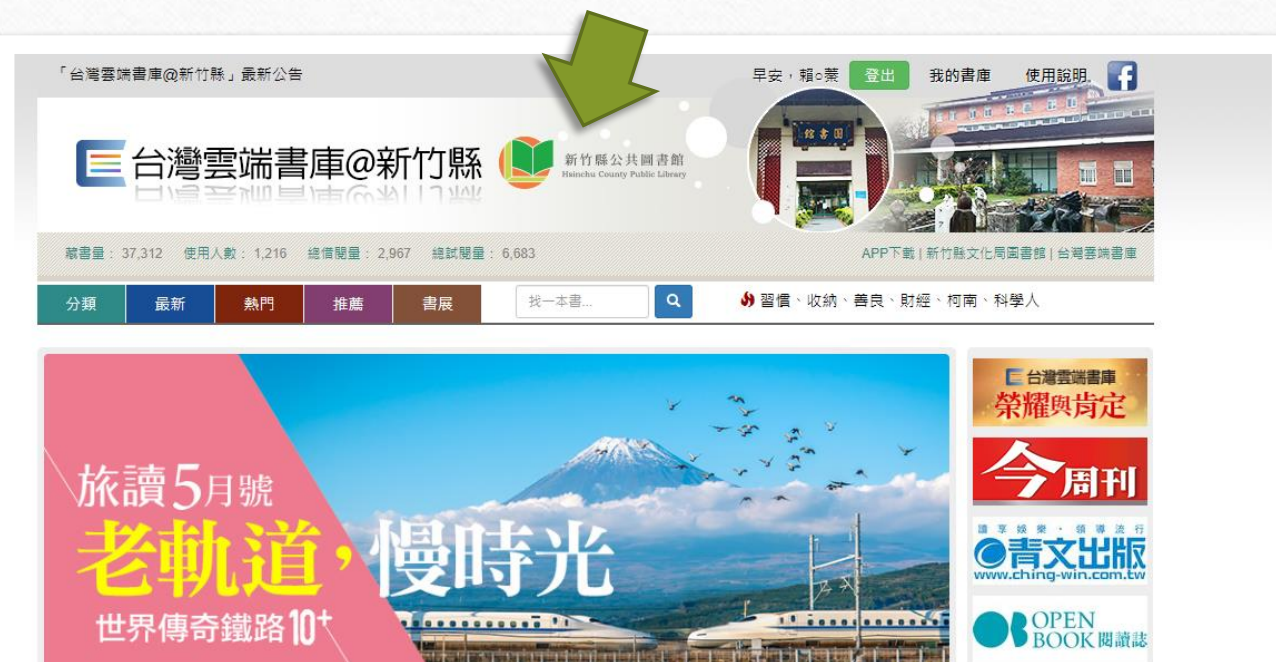 「台灣雲端書庫@新竹縣」最新公告
早安，賴○蓁 登出 我的書庫 使用說明
台灣雲端書庫@新竹縣
新竹縣公共圖書館
Hsinchu County Public Library
館書圖
藏書量： 37,312 使用人數： 1,216 總借閱量： 2,967 總試閱量： 6,683
APP下載 | 新竹縣文化局圖書館 | 台灣雲端書庫
分類 最新 熱門 推薦 書展 找一本書... 習慣、收納、善良、財經、柯南、科學人
旅讀5月號
老軌道，慢時光
世界傳奇鐵路10+
台灣雲端書庫
榮耀與肯定
今周刊
讀享娛樂・領導流行
青文出版
www.ching-win.com.tw
OPEN
BOOK 閱讀誌